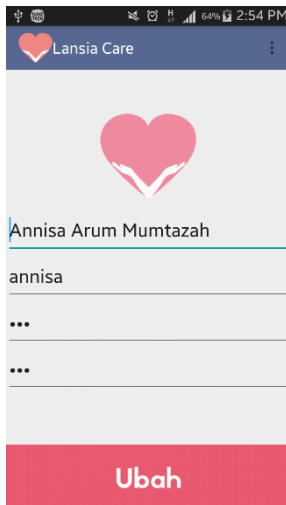 64% 2:54 PM
Lansia Care
Annisa Arum Mumtazah
annisa
•••
•••
Ubah